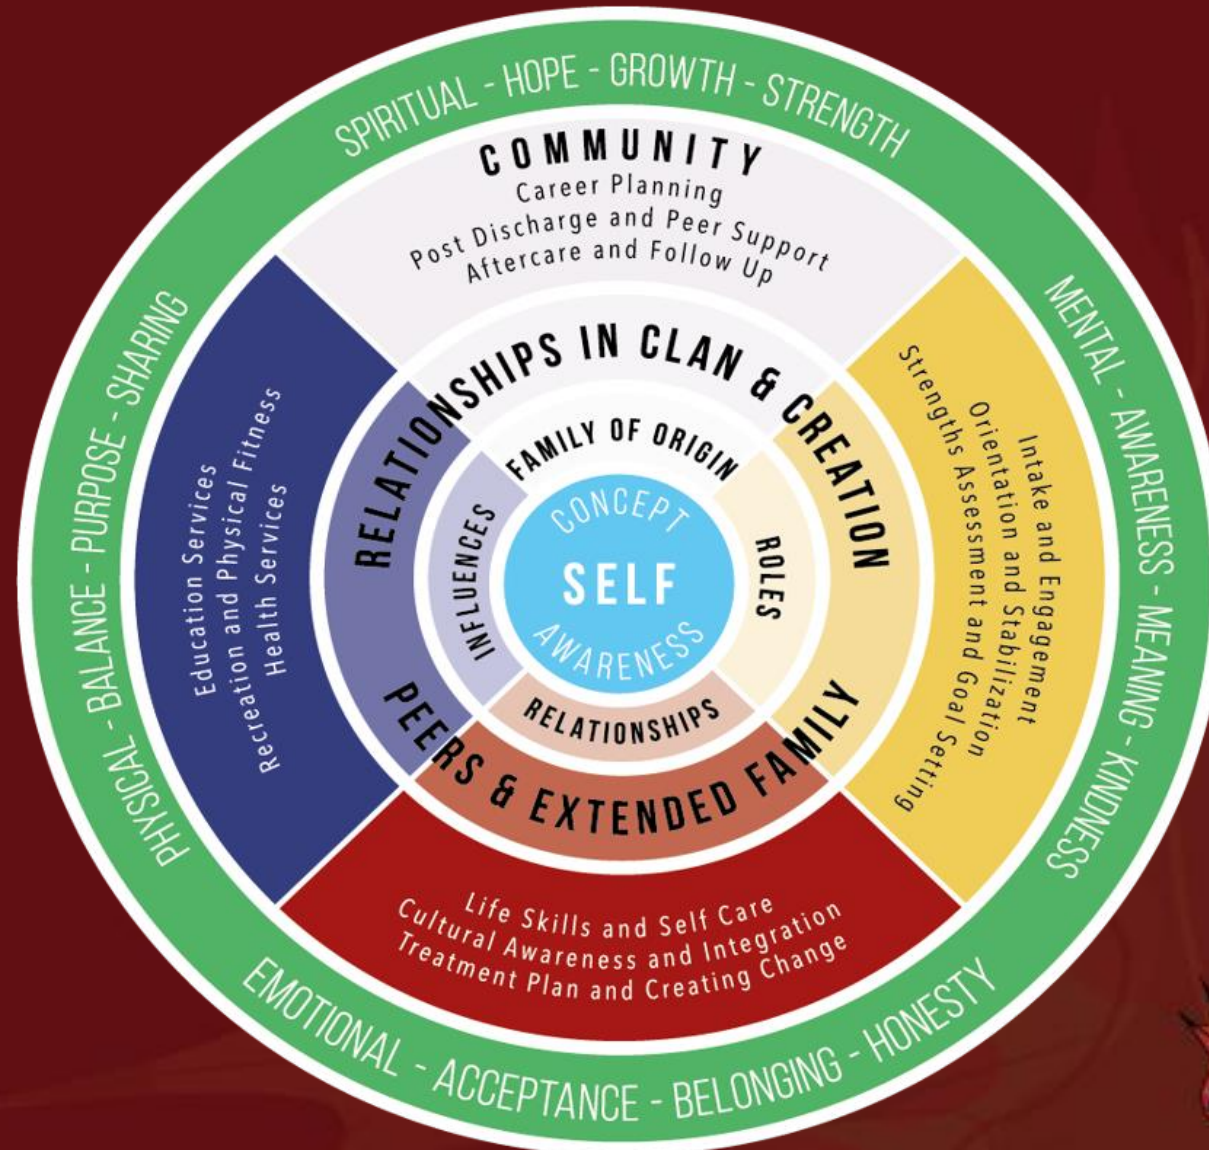 SPIRITUAL - HOPE - GROWTH - STRENGTH
MENTAL - AWARENESS - MEANING - KINDNESS
EMOTIONAL - ACCEPTANCE - BELONGING - HONESTY
PHYSICAL - BALANCE - PURPOSE - SHARING
COMMUNITY
Career Planning
Post Discharge and Peer Support
Aftercare and Follow Up
Intake and Engagement
Orientation and Stabilization
Strengths Assessment and Goal Setting
Life Skills and Self Care
Cultural Awareness and Integration
Treatment Plan and Creating Change
Education Services
Recreation and Physical Fitness
Health Services
RELATIONSHIPS IN CLAN & CREATION
PEERS & EXTENDED FAMILY
FAMILY OF ORIGIN
ROLES
RELATIONSHIPS
INFLUENCES
CONCEPT
SELF
AWARENESS